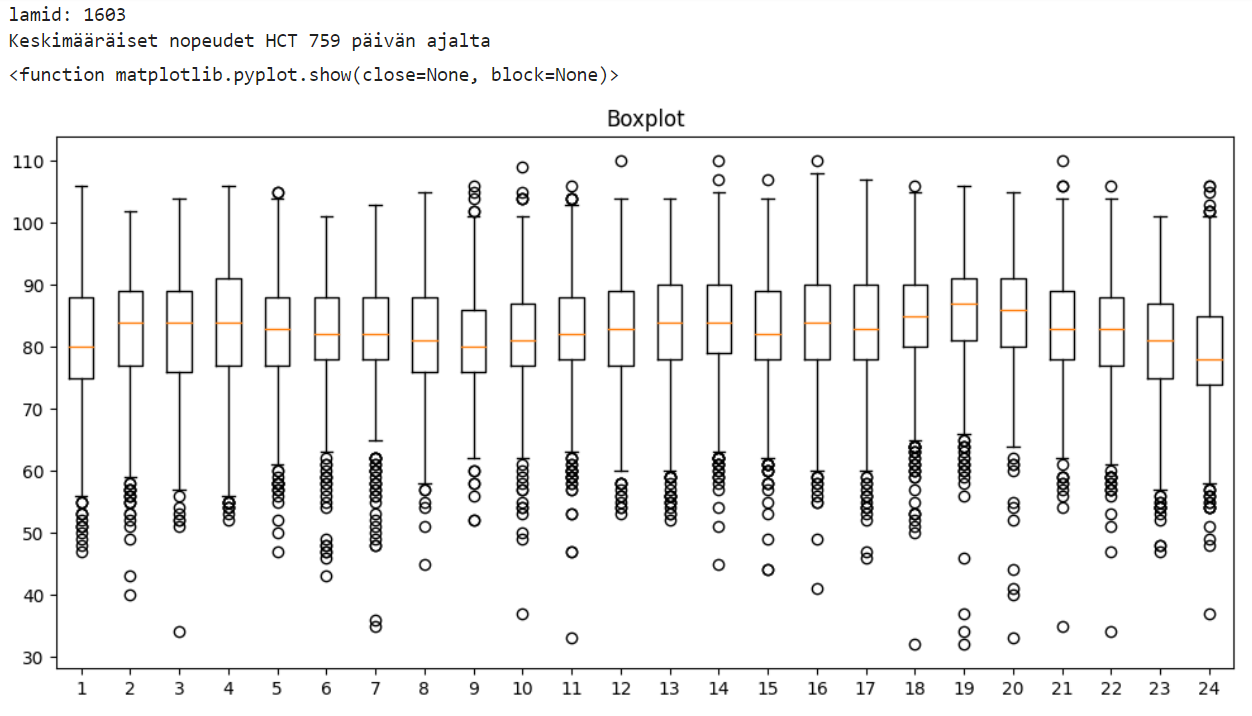 lamid: 1603
Keskimääräiset nopeudet HCT 759 päivän ajalta
<function matplotlib.pyplot.show(close=None, block=None)>
Boxplot
110
100
90
80
70
60
50
40
30
1 2 3 4 5 6 7 8 9 10 11 12 13 14 15 16 17 18 19 20 21 22 23 24